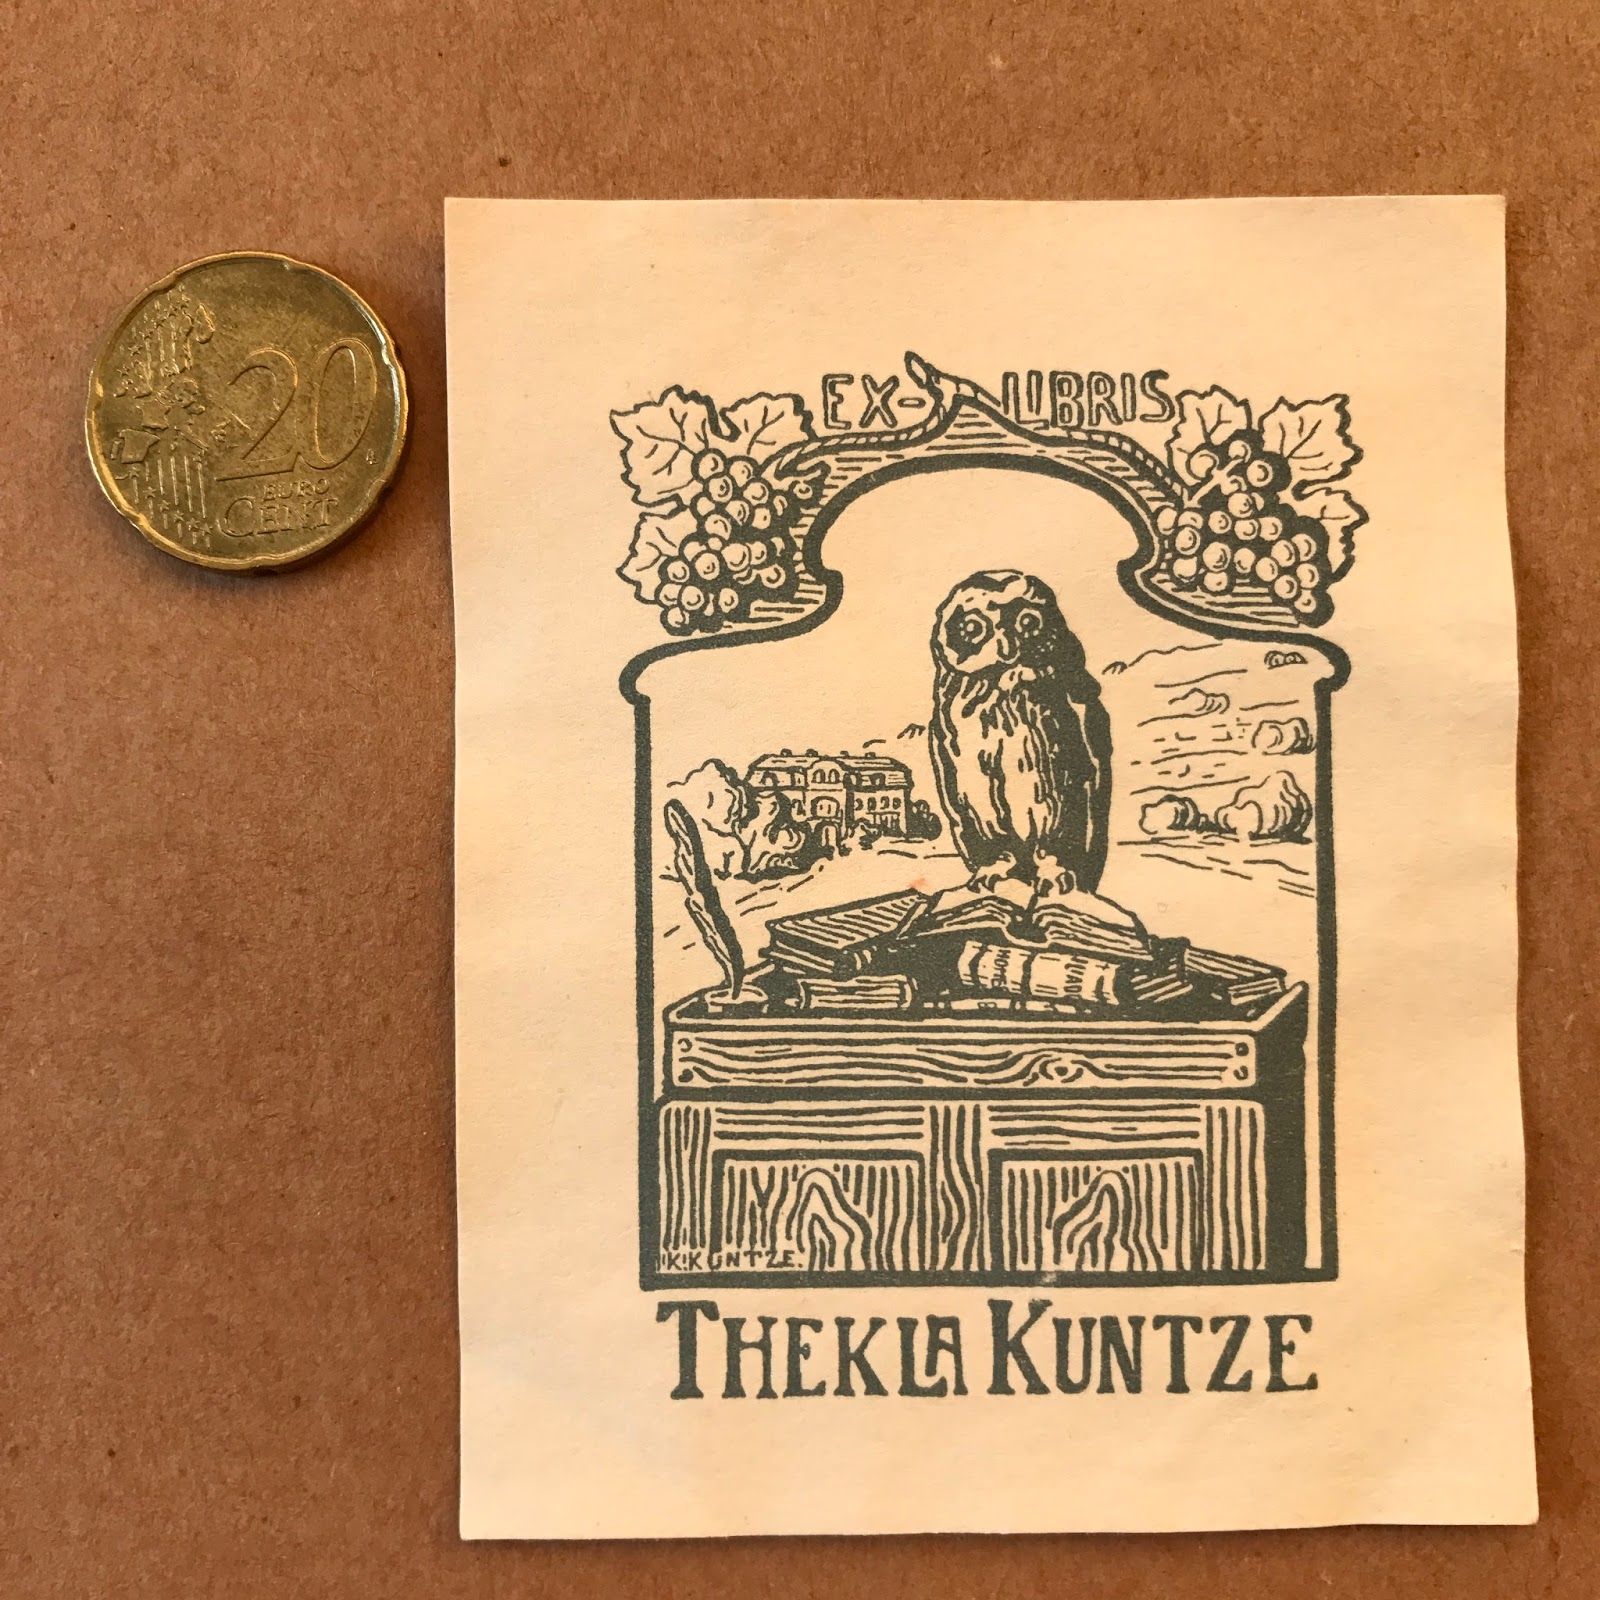 20
EURO
CENT
EX-LIBRIS
K.KUNTZE.
THEKLA KUNTZE